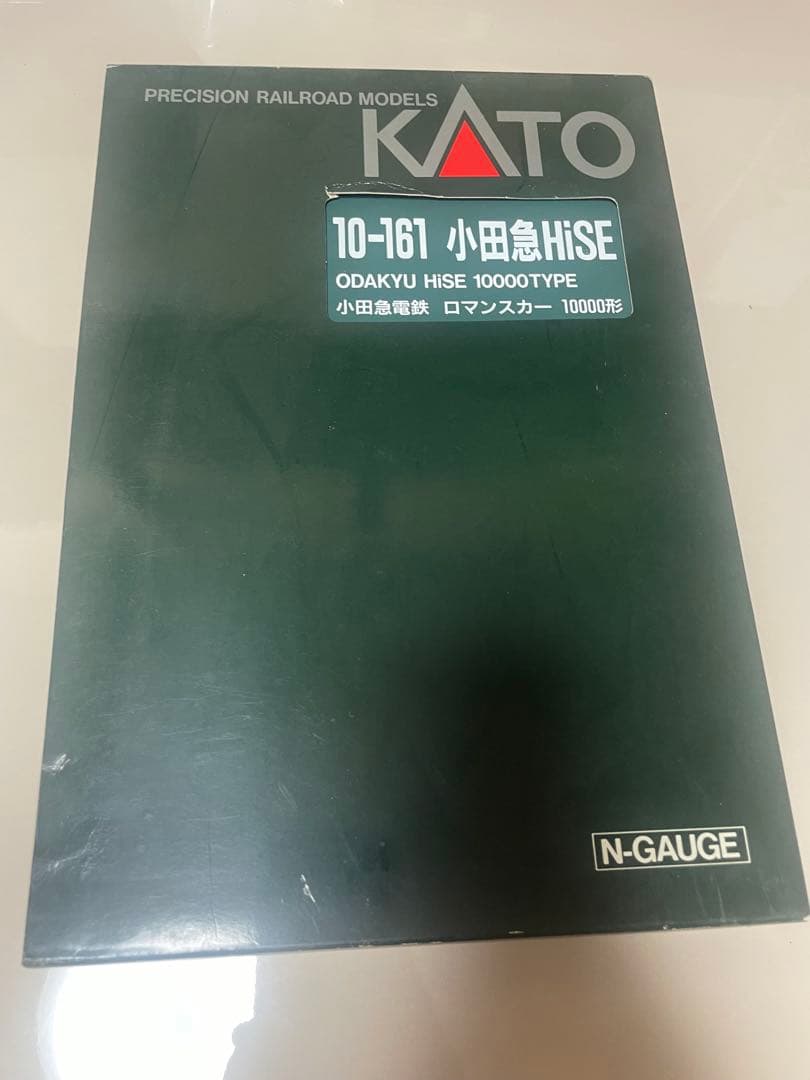 PRECISION RAILROAD MODELS
KATO
10-161 小田急HiSE
ODAKYU HiSE 10000TYPE
小田急電鉄 ロマンスカー 10000形
N-GAUGE